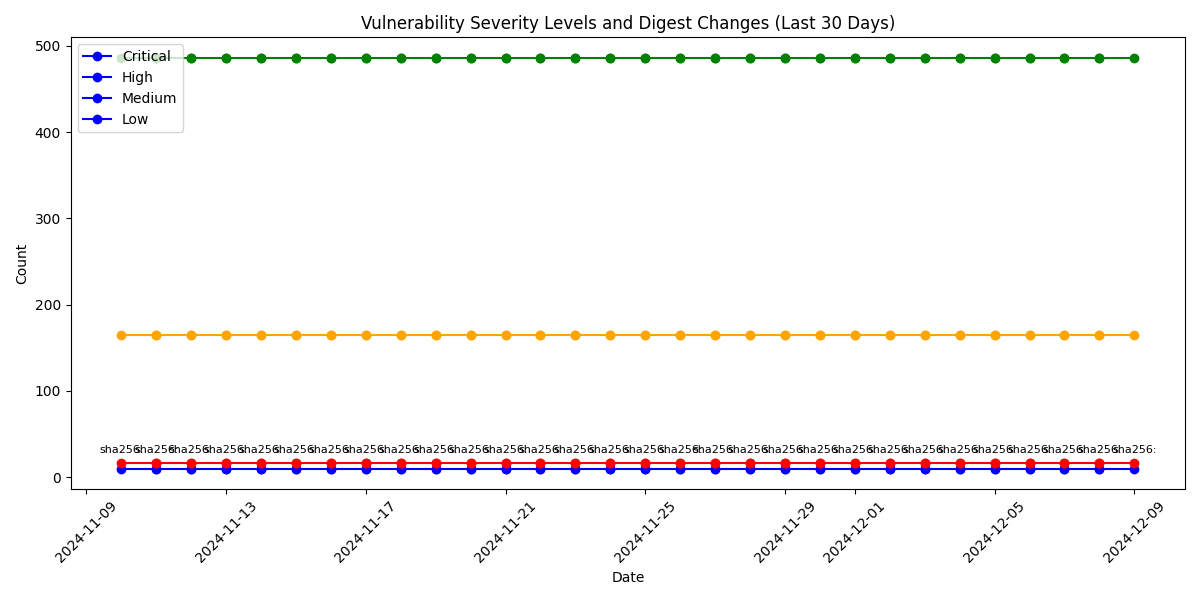 Vulnerability Severity Levels and Digest Changes (Last 30 Days)
Critical
High
Medium
Low
500
400
300
200
100
0
Count
sha256: sha256: sha256: sha256: sha256: sha256: sha256: sha256: sha256: sha256: sha256: sha256: sha256: sha256: sha256: sha256: sha256: sha256: sha256: sha256: sha256: sha256: sha256: sha256: sha256: sha256: sha256: sha256: sha256: sha256:
2024-11-09
2024-11-13
2024-11-17
2024-11-21
2024-11-25
2024-11-29
2024-12-01
2024-12-05
2024-12-09
Date